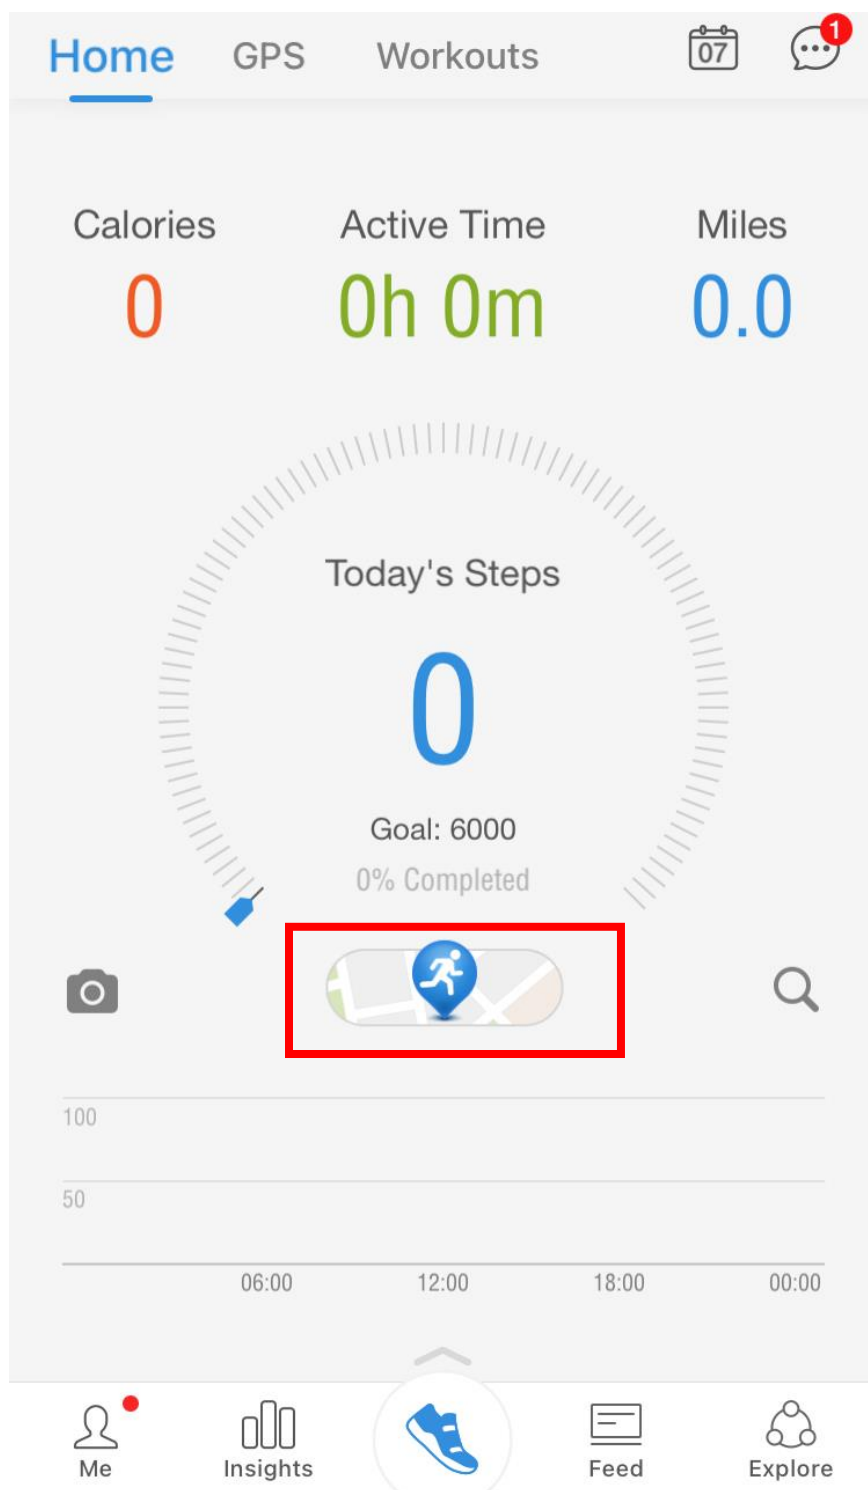 Home GPS Workouts 07 1
Calories Active Time Miles
0 0h 0m 0.0
Today's Steps
0
Goal: 6000
0% Completed
100
50
06:00 12:00 18:00 00:00
Me Insights Feed Explore